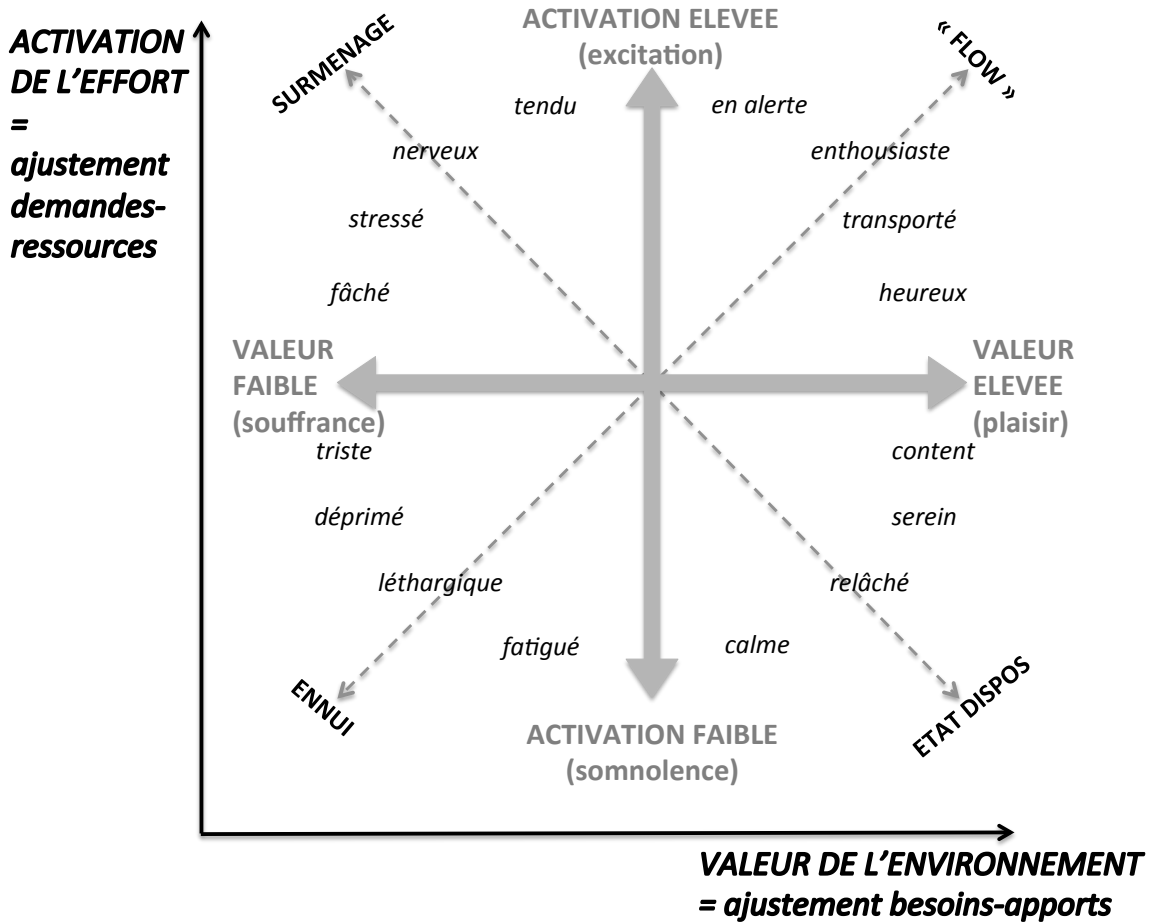 ACTIVATION
DE L’EFFORT
=
ajustement
demandes-
ressources
SURMENAGE
ACTIVATION ELEVEE
(excitation)
« FLOW »
tendu
en alerte
nerveux
enthousiaste
stressé
transporté
fâché
heureux
VALEUR
FAIBLE
(souffrance)
VALEUR
ELEVEE
(plaisir)
triste
content
déprimé
serein
léthargique
relâché
fatigué
calme
ENNUI
ACTIVATION FAIBLE
(somnolence)
ETAT DISPOS
VALEUR DE L’ENVIRONNEMENT
= ajustement besoins-apports